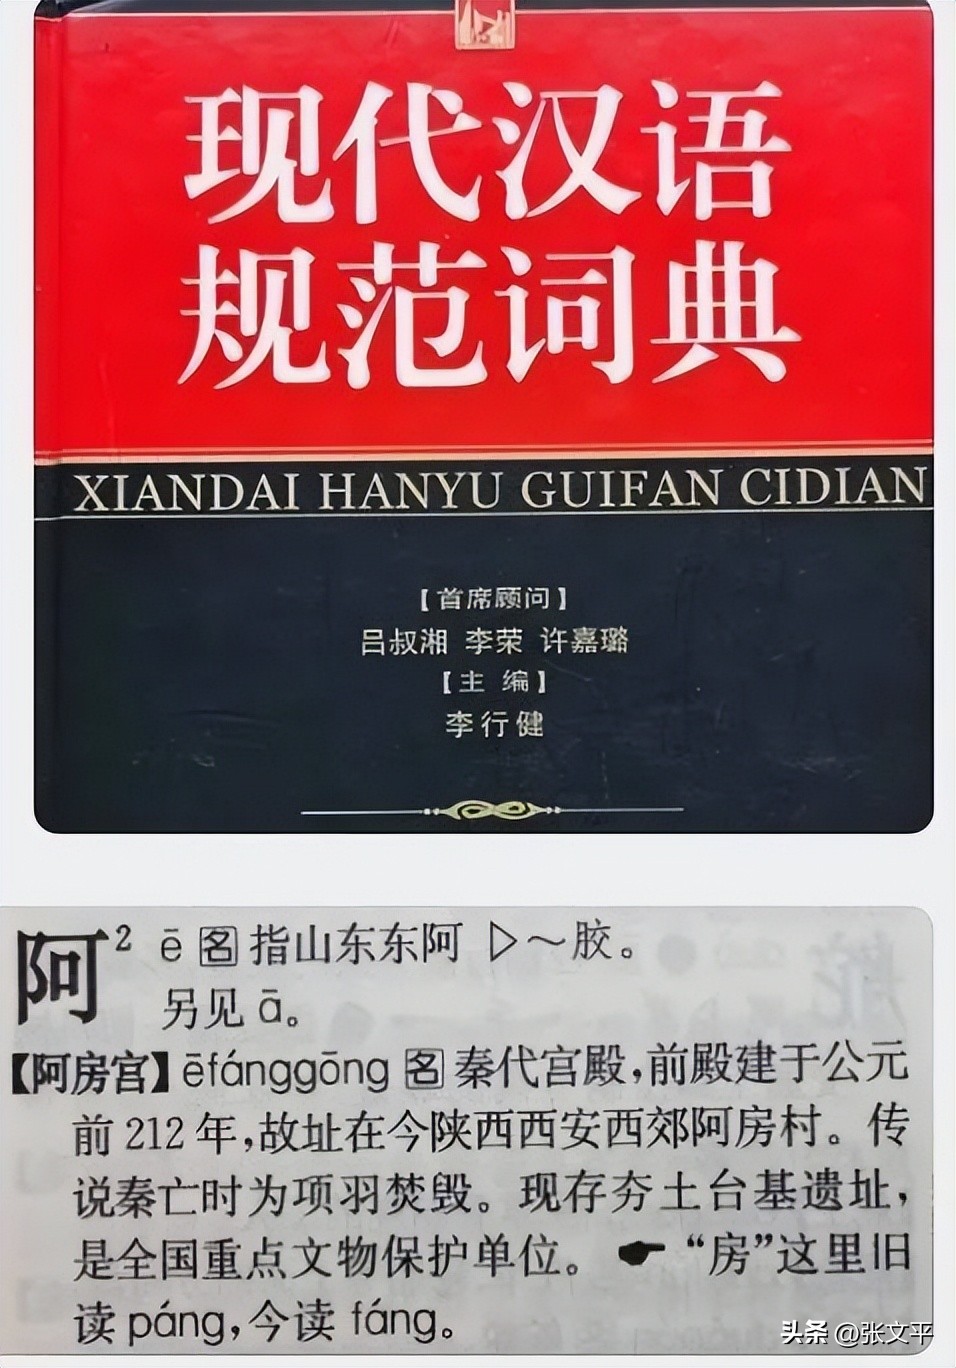 现代汉语
规范词典
XIANDAI HANYU GUIFAN CIDIAN
【首席顾问】
吕叔湘 李荣 许嘉璐
【主 编】
李行健
阿² ē 名 指山东东阿 ▷～胶。
另见 ā。
【阿房宫】ēfánggōng 名 秦代宫殿，前殿建于公元
前 212 年，故址在今陕西西安西郊阿房村。传
说秦亡时为项羽焚毁。现存夯土台基遗址，
是全国重点文物保护单位。☛“房”这里旧
读 páng，今读 fáng。
头条 @张文平